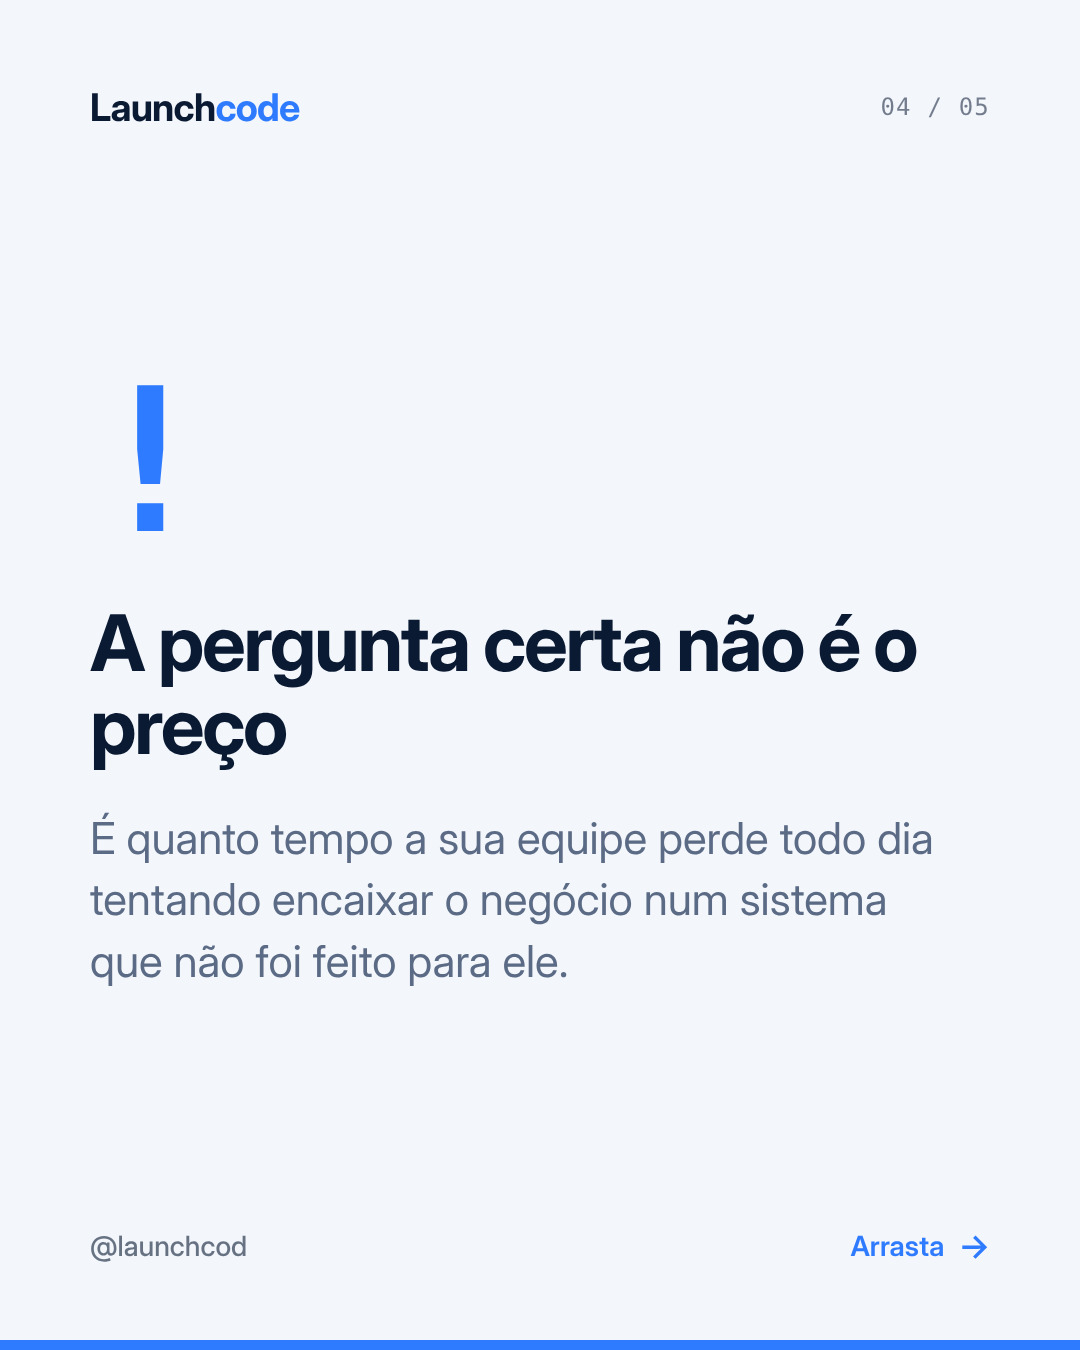 Launchcode
04 / 05
!
A pergunta certa não é o
preço
É quanto tempo a sua equipe perde todo dia
tentando encaixar o negócio num sistema
que não foi feito para ele.
@launchcod
Arrasta →